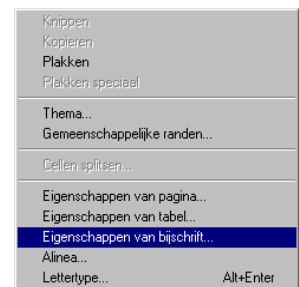 Knippen
Kopieren
Plakken
Plakken speciaal
Thema...
Gemeenschappelijke randen...
Cellen splitsen...
Eigenschappen van pagina...
Eigenschappen van tabel...
Eigenschappen van bijschrift...
Alinea...
Lettertype... Alt+Enter